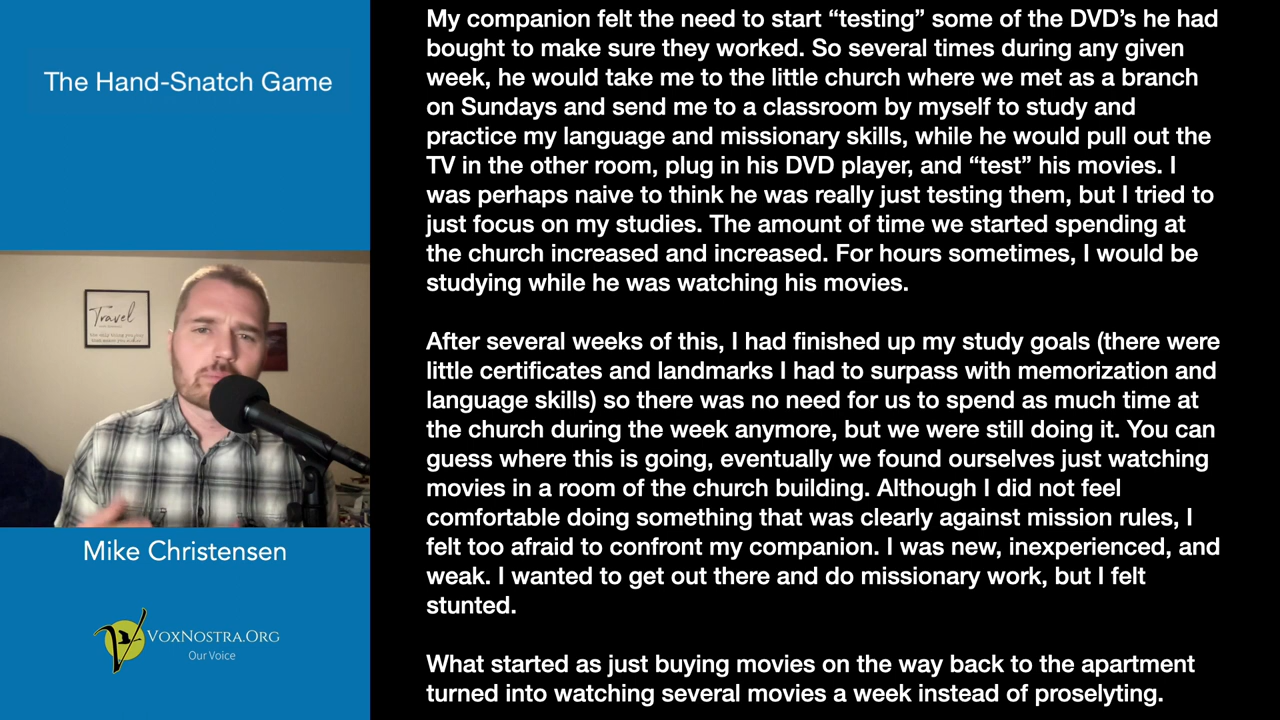 The Hand-Snatch Game
Travel
Mike Christensen
VoxNostra.Org
Our Voice
My companion felt the need to start “testing” some of the DVD’s he had
bought to make sure they worked. So several times during any given
week, he would take me to the little church where we met as a branch
on Sundays and send me to a classroom by myself to study and
practice my language and missionary skills, while he would pull out the
TV in the other room, plug in his DVD player, and “test” his movies. I
was perhaps naive to think he was really just testing them, but I tried to
just focus on my studies. The amount of time we started spending at
the church increased and increased. For hours sometimes, I would be
studying while he was watching his movies.
After several weeks of this, I had finished up my study goals (there were
little certificates and landmarks I had to surpass with memorization and
language skills) so there was no need for us to spend as much time at
the church during the week anymore, but we were still doing it. You can
guess where this is going, eventually we found ourselves just watching
movies in a room of the church building. Although I did not feel
comfortable doing something that was clearly against mission rules, I
felt too afraid to confront my companion. I was new, inexperienced, and
weak. I wanted to get out there and do missionary work, but I felt
stunted.
What started as just buying movies on the way back to the apartment
turned into watching several movies a week instead of proselyting.